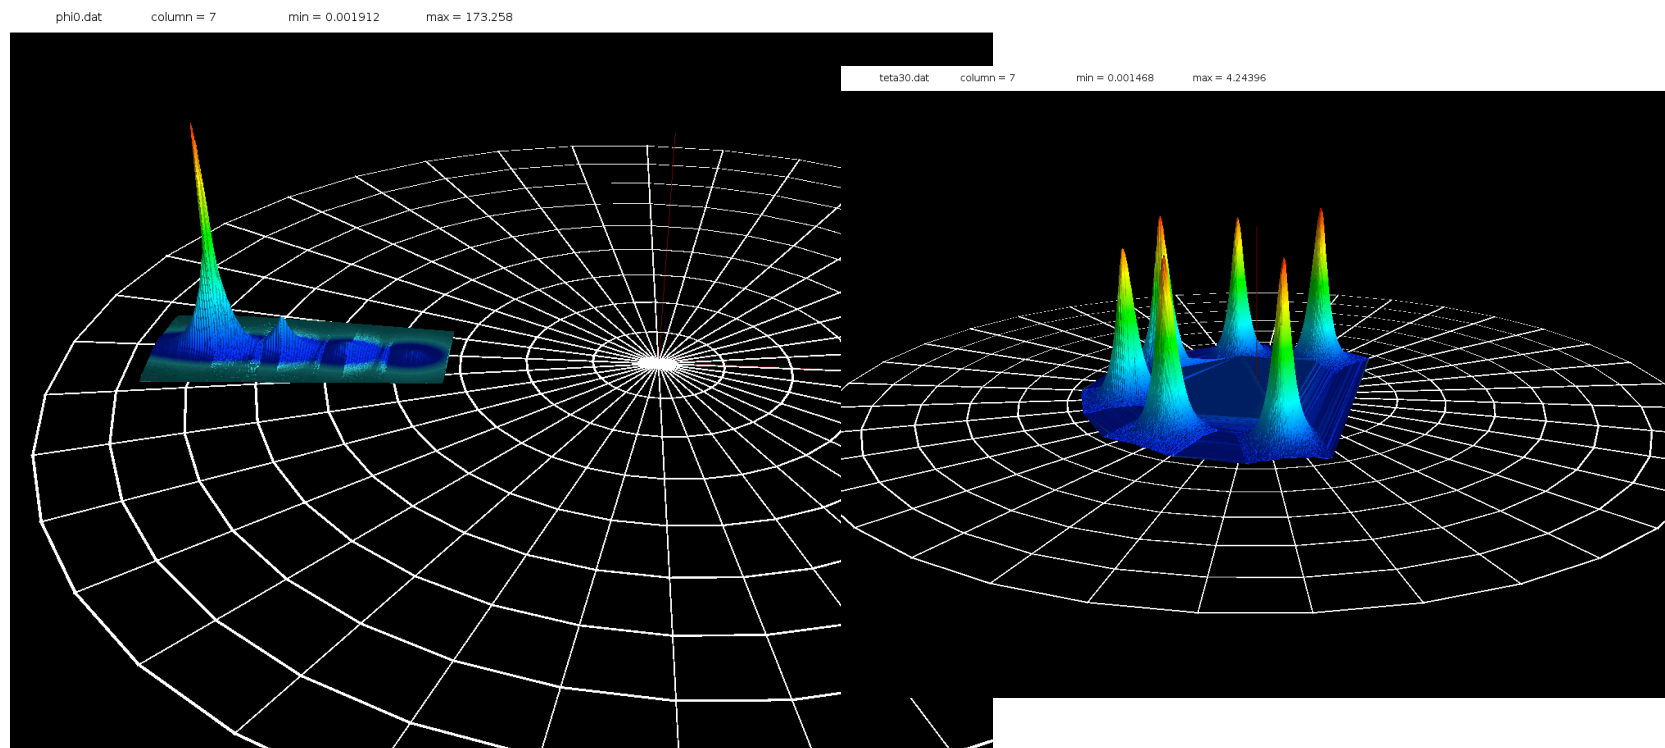 phi0.dat column = 7 min = 0.001912 max = 173.258
teta30.dat column = 7 min = 0.001468 max = 4.24396